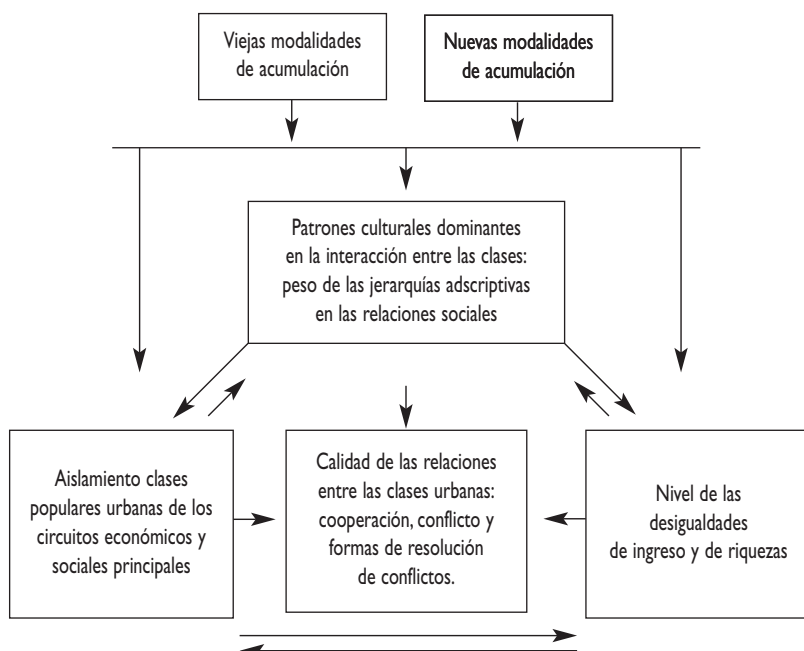 Viejas modalidades
de acumulación
Nuevas modalidades
de acumulación
Patrones culturales dominantes
en la interacción entre las clases:
peso de las jerarquías adscriptivas
en las relaciones sociales
Aislamiento clases
populares urbanas de los
circuitos económicos y
sociales principales
Calidad de las relaciones
entre las clases urbanas:
cooperación, conflicto y
formas de resolución
de conflictos.
Nivel de las
desigualdades
de ingreso y de riquezas